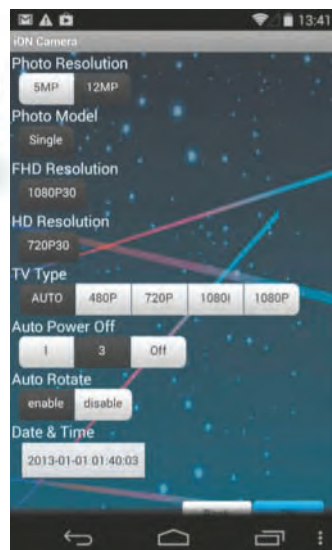 13:41
iDN Camera
Photo Resolution
5MP 12MP
Photo Model
Single
FHD Resolution
1080P30
HD Resolution
720P30
TV Type
AUTO 480P 720P 1080I 1080P
Auto Power Off
1 3 Off
Auto Rotate
enable disable
Date & Time
2013-01-01 01:40:03